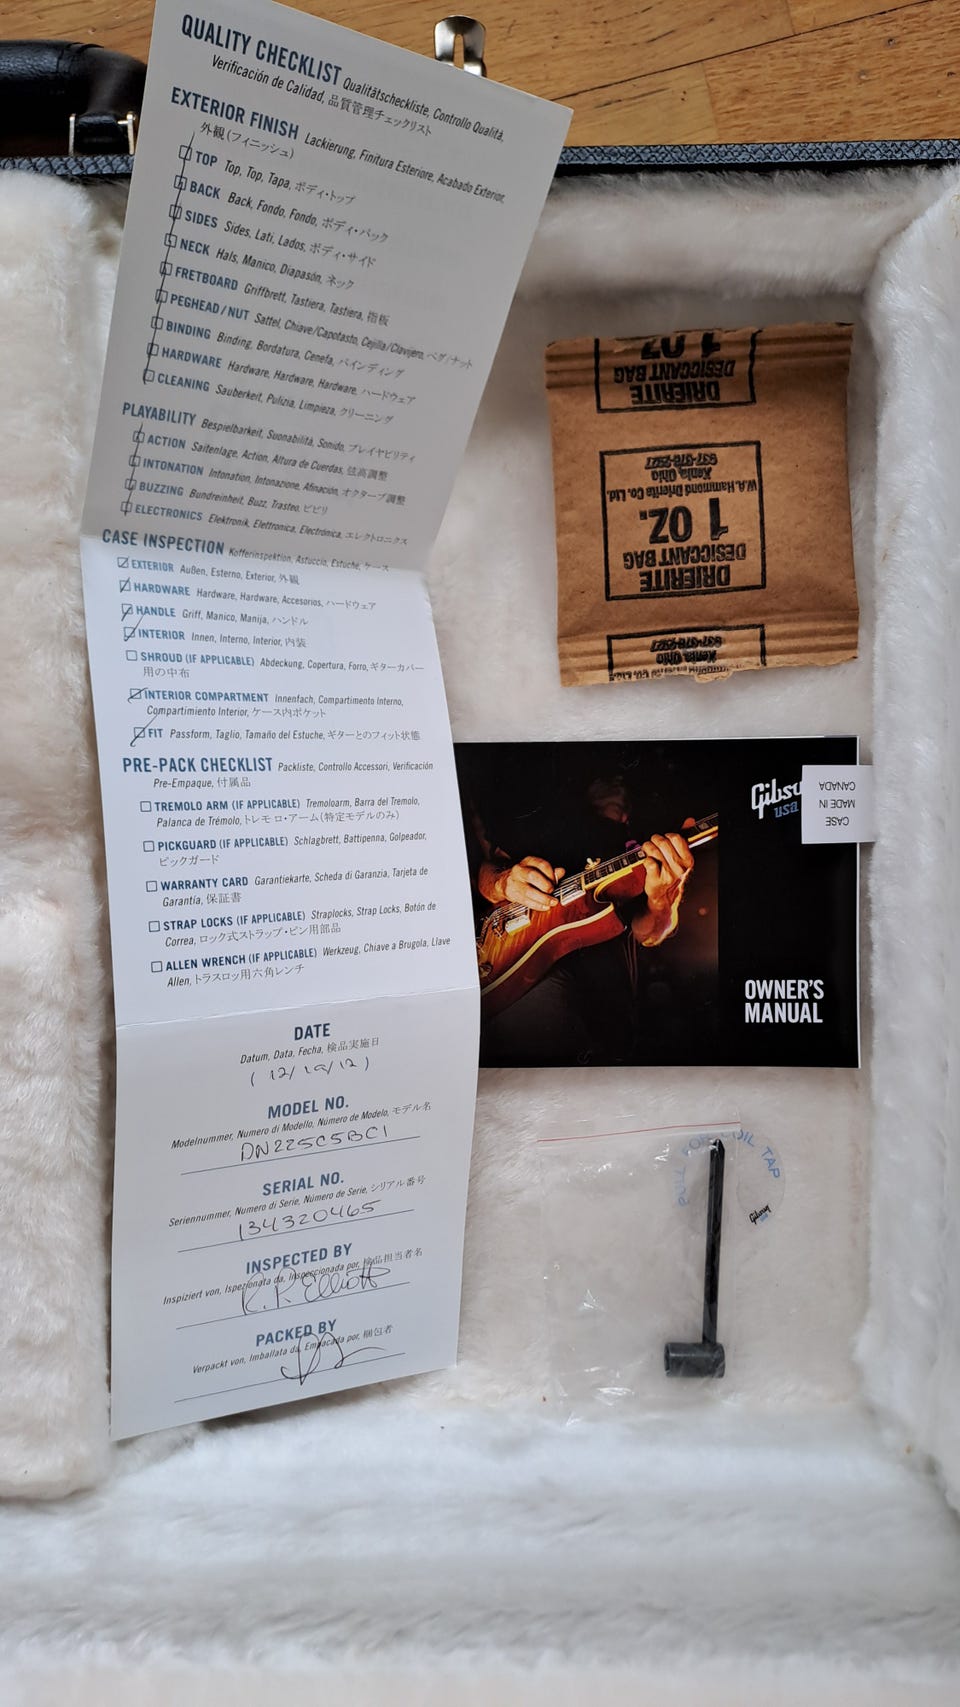 QUALITY CHECKLIST Qualitätscheckliste, Controllo Qualità,
Verificación de Calidad, 品質管理チェックリスト
EXTERIOR FINISH Lackierung, Finitura Esteriore, Acabado Exterior,
外観(フィニッシュ)
TOP Top, Top, Tapa, ボディ・トップ
BACK Back, Fondo, Fondo, ボディ・バック
SIDES Sides, Lati, Lados, ボディ・サイド
NECK Hals, Manico, Diapasón, ネック
FRETBOARD Griffbrett, Tastiera, Tastiera, 指板
PEGHEAD/NUT Sattel, Chiave/Capotasto, Cejilla/Clavijero, ペグ/ナット
BINDING Binding, Bordatura, Cenefa, バインディング
HARDWARE Hardware, Hardware, Hardware, ハードウェア
CLEANING Sauberkeit, Pulizia, Limpieza, クリーニング
PLAYABILITY Bespielbarkeit, Suonabilità, Sonido, プレイヤビリティ
ACTION Saitenlage, Action, Altura de Cuerdas, 弦高調整
INTONATION Intonation, Intonazione, Afinación, オクターブ調整
BUZZING Bundreinheit, Buzz, Trasteo, ビビリ
ELECTRONICS Elektronik, Elettronica, Electrónica, エレクトロニクス
CASE INSPECTION Kofferinspektion, Astuccio, Estuche, ケース
EXTERIOR Außen, Esterno, Exterior, 外観
HARDWARE Hardware, Hardware, Accesorios, ハードウェア
HANDLE Griff, Manico, Manija, ハンドル
INTERIOR Innen, Interno, Interior, 内装
SHROUD (IF APPLICABLE) Abdeckung, Copertura, Forro, ギターカバー
用の中布
INTERIOR COMPARTMENT Innenfach, Compartimento Interno,
Compartimiento Interior, ケース内ポケット
FIT Passform, Taglio, Tamaño del Estuche, ギターとのフィット状態
PRE-PACK CHECKLIST Packliste, Controllo Accessori, Verificación
Pre-Empaque, 付属品
TREMOLO ARM (IF APPLICABLE) Tremoloarm, Barra del Tremolo,
Palanca de Trémolo, トレモロ・アーム(特定モデルのみ)
PICKGUARD (IF APPLICABLE) Schlagbrett, Battipenna, Golpeador,
ピックガード
WARRANTY CARD Garantiekarte, Scheda di Garanzia, Tarjeta de
Garantía, 保証書
STRAP LOCKS (IF APPLICABLE) Straplocks, Strap Locks, Botón de
Correa, ロック式ストラップ・ピン用部品
ALLEN WRENCH (IF APPLICABLE) Werkzeug, Chiave a Brugola, Llave
Allen, トラスロッ用六角レンチ
DATE
Datum, Data, Fecha, 検品実施日
(12/19/12)
MODEL NO.
Modelnummer, Numero di Modello, Número de Modelo, モデル名
DN225C5BC1
SERIAL NO.
Seriennummer, Numero di Serie, Número de Serie, シリアル番号
134320465
INSPECTED BY
Inspiziert von, Ispezionata da, Inspeccionada por, 検品担当者名
R. P. Elliott
PACKED BY
Verpackt von, Imballata da, Empacada por, 梱包者
1 OZ.
DESICCANT BAG
DRIERITE
937-376-2927
Xenia, Ohio
W.A. Hammond Drierite Co. Ltd.
1 OZ.
DESICCANT BAG
DRIERITE
937-376-2927
Xenia, Ohio
Gibso
usa
CASE
MADE IN
CANADA
OWNER'S
MANUAL
PULL FOR COIL TAP
Gibson
usa